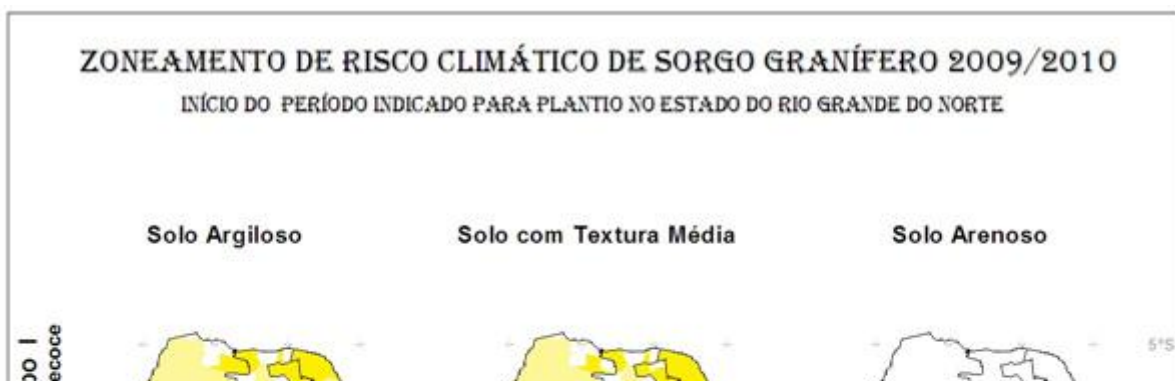 ZONEAMENTO DE RISCO CLIMÁTICO DE SORGO GRANÍFERO 2009/2010
INÍCIO DO PERÍODO INDICADO PARA PLANTIO NO ESTADO DO RIO GRANDE DO NORTE
Solo Argiloso Solo com Textura Média Solo Arenoso
5°S